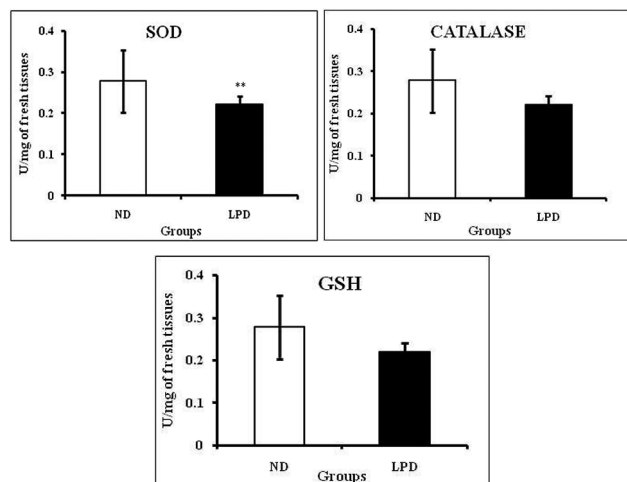 SOD
U/mg of fresh tissues
0.4
0.3
0.2
0.1
0
**
ND LPD
Groups
CATALASE
U/mg of fresh tissues
0.4
0.3
0.2
0.1
0
ND LPD
Groups
GSH
U/mg of fresh tissues
0.4
0.3
0.2
0.1
0
ND LPD
Groups